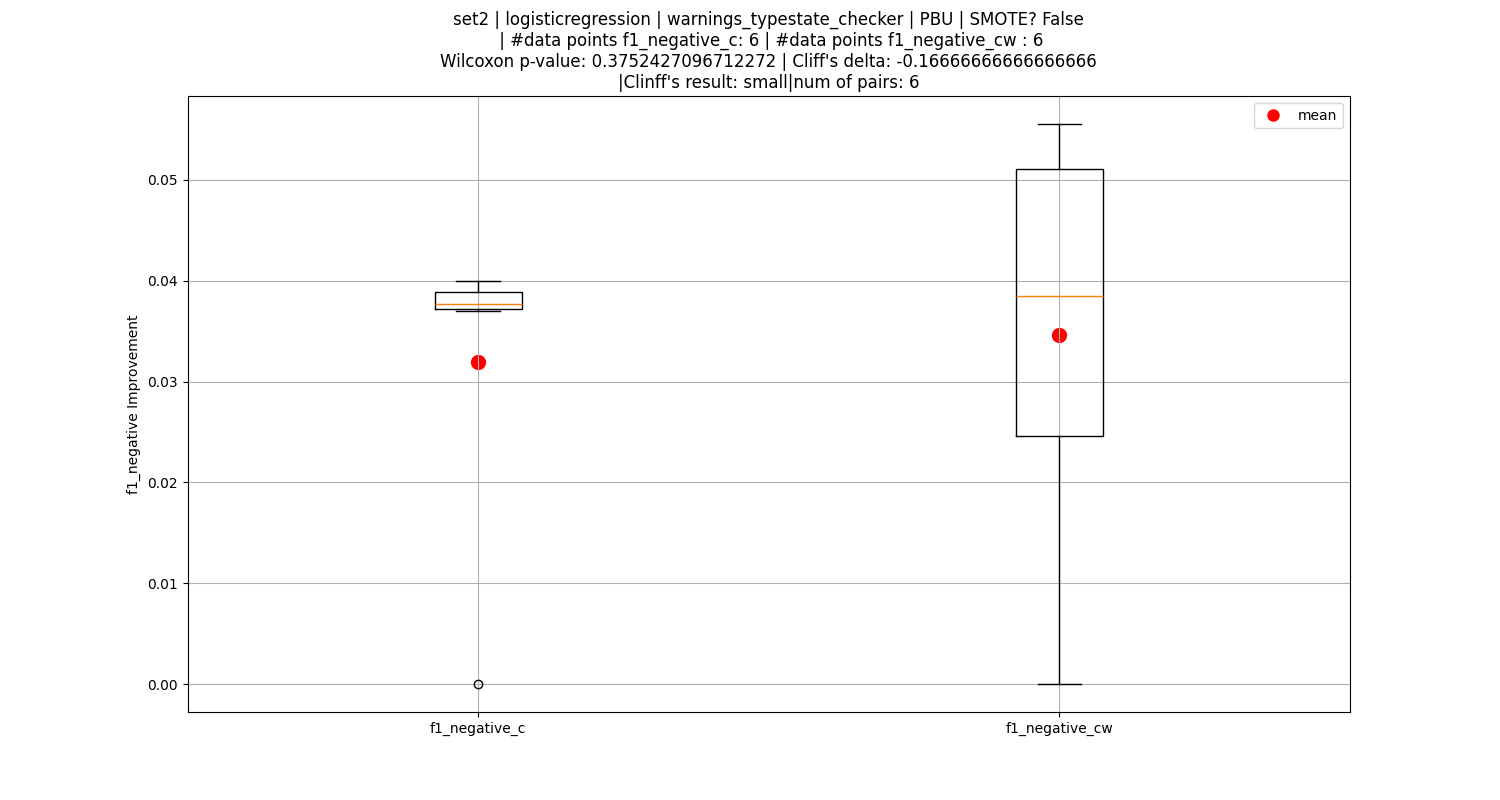 set2 | logisticregression | warnings_typestate_checker | PBU | SMOTE? False
| #data points f1_negative_c: 6 | #data points f1_negative_cw : 6
Wilcoxon p-value: 0.3752427096712272 | Cliff's delta: -0.16666666666666666
|Clinff's result: small|num of pairs: 6
mean
0.05
0.04
0.03
0.02
0.01
0.00
f1_negative Improvement
f1_negative_c
f1_negative_cw